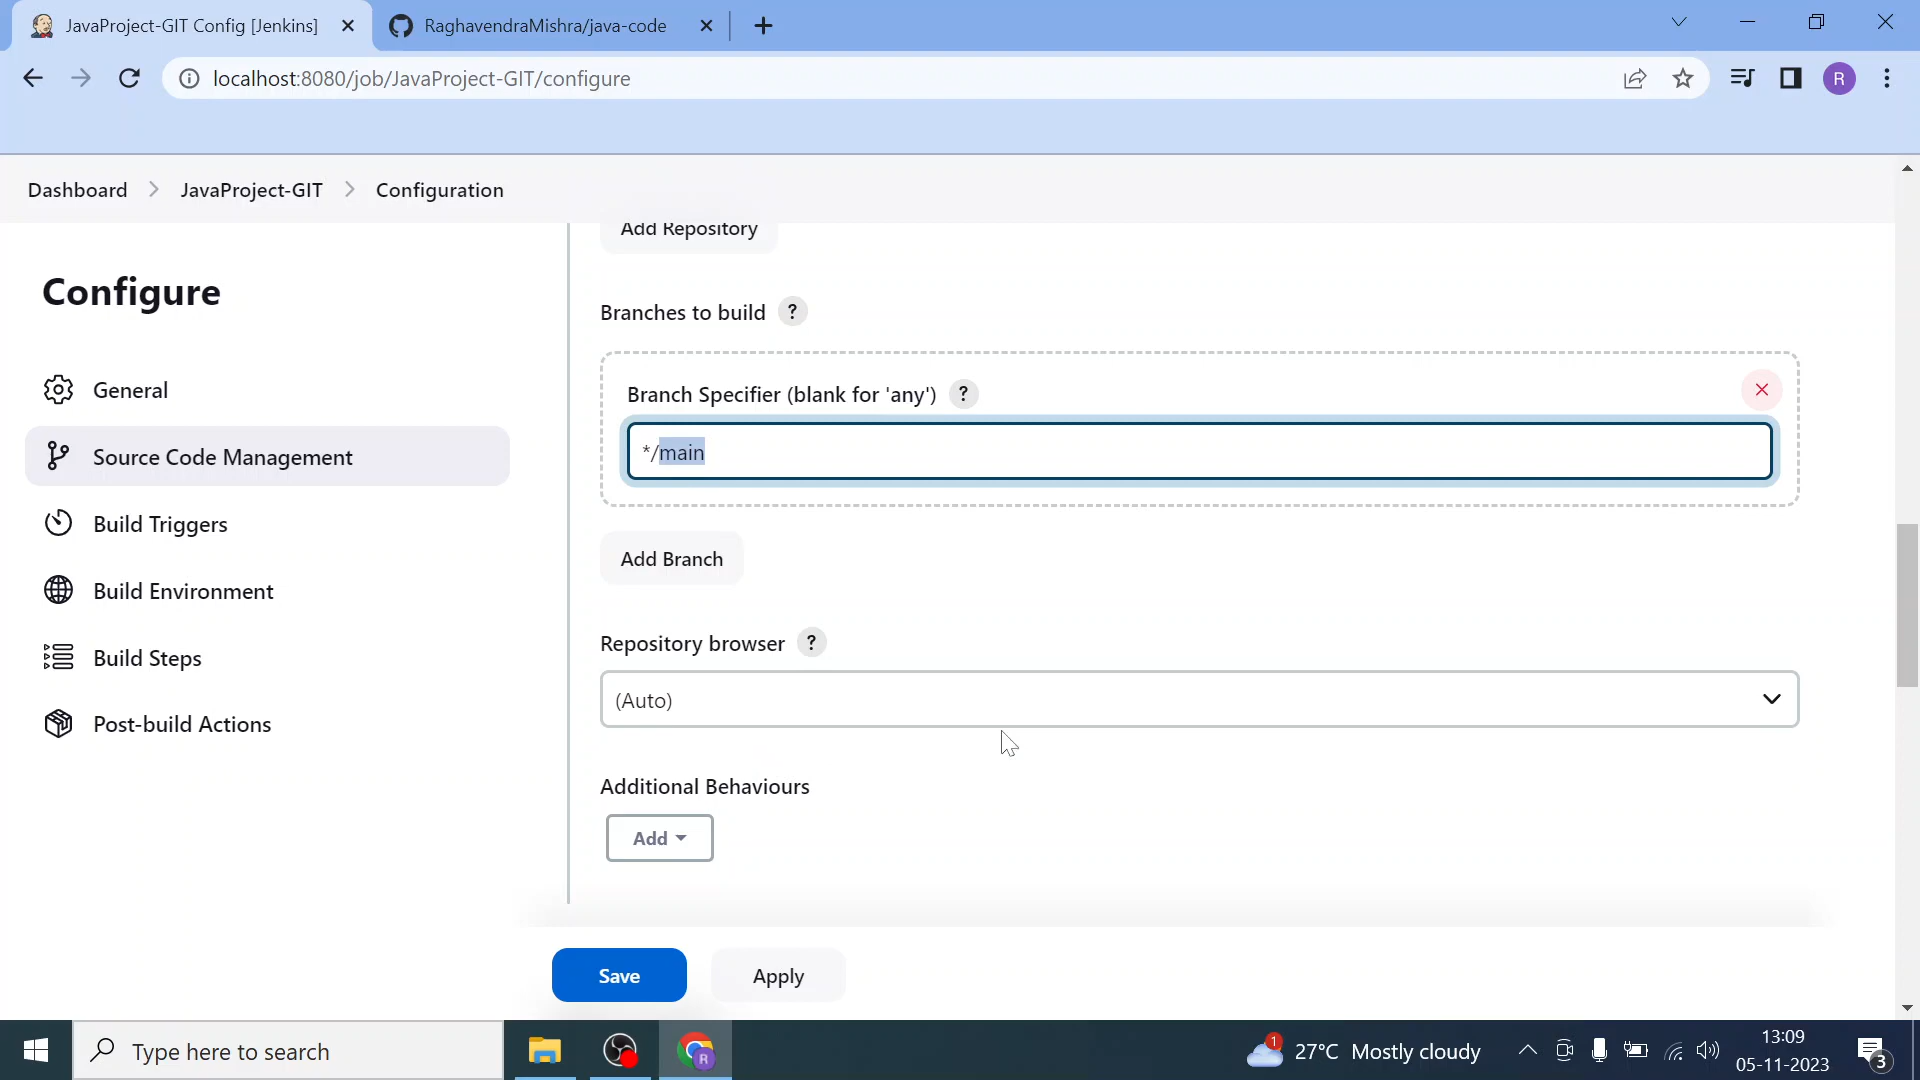 JavaProject-GIT Config [Jenkins]
RaghavendraMishra/java-code
localhost:8080/job/JavaProject-GIT/configure
R
Dashboard
JavaProject-GIT
Configuration
Add Repository
Configure
Branches to build ?
General
Branch Specifier (blank for 'any') ?
Source Code Management
*/main
Build Triggers
Add Branch
Build Environment
Repository browser ?
Build Steps
(Auto)
Post-build Actions
Additional Behaviours
Add
Save
Apply
Type here to search
R
1
27°C Mostly cloudy
13:09
05-11-2023
3